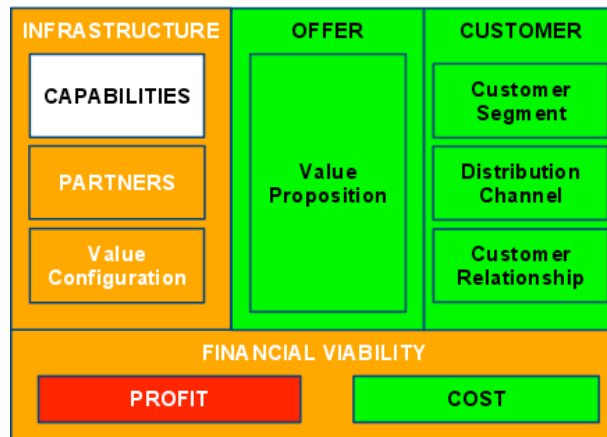 INFRASTRUCTURE
CAPABILITIES
PARTNERS
Value
Configuration
OFFER
Value
Proposition
CUSTOMER
Customer
Segment
Distribution
Channel
Customer
Relationship
FINANCIAL VIABILITY
PROFIT
COST